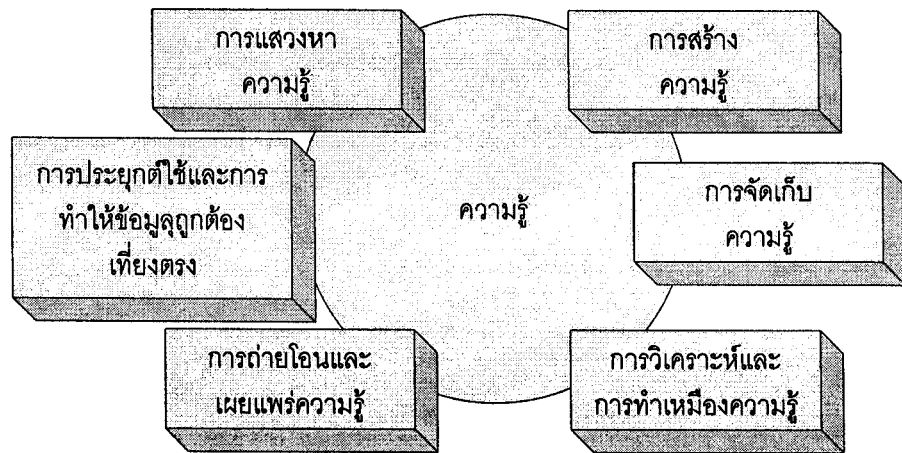 การแสวงหา
ความรู้
การสร้าง
ความรู้
การประยุกต์ใช้และการ
ทำให้ข้อมูลถูกต้อง
เที่ยงตรง
ความรู้
การจัดเก็บ
ความรู้
การถ่ายโอนและ
เผยแพร่ความรู้
การวิเคราะห์และ
การทำเหมืองความรู้